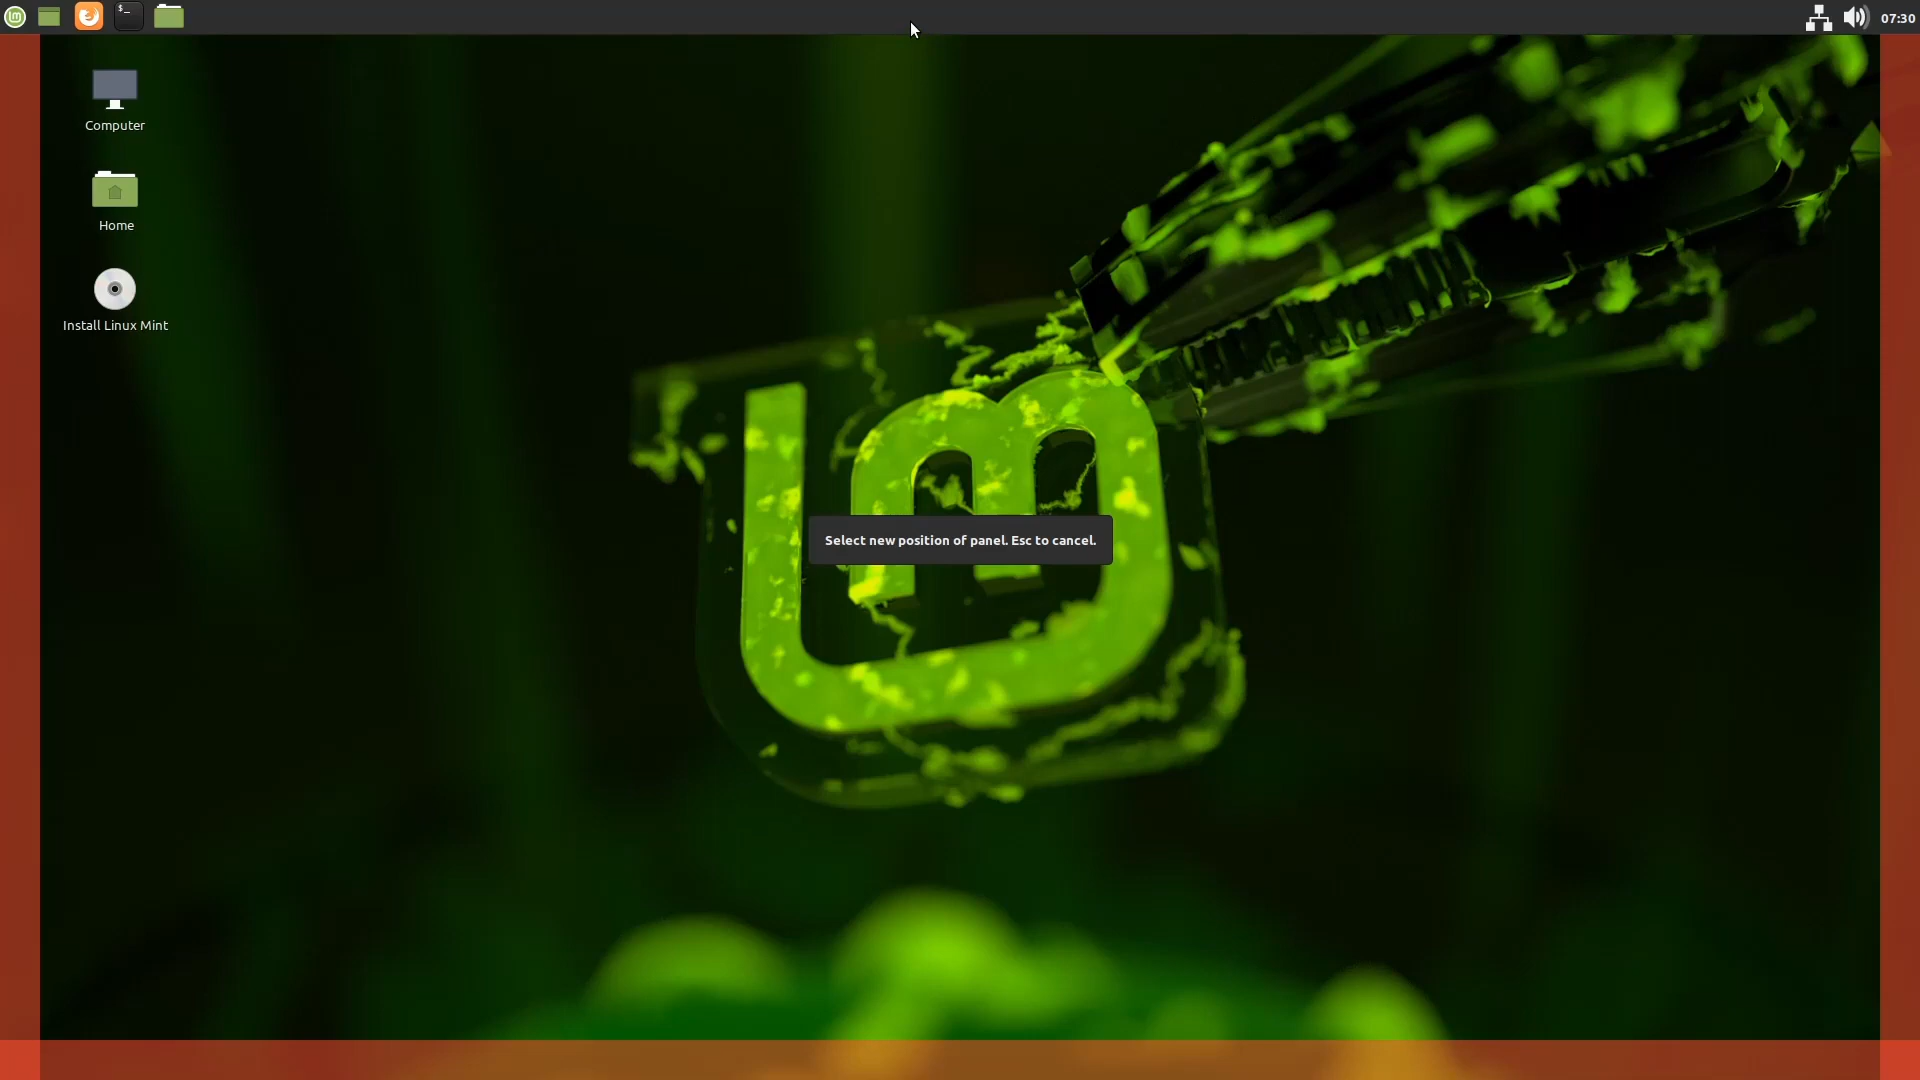 $_
07:30
Computer
Home
Install Linux Mint
Select new position of panel. Esc to cancel.